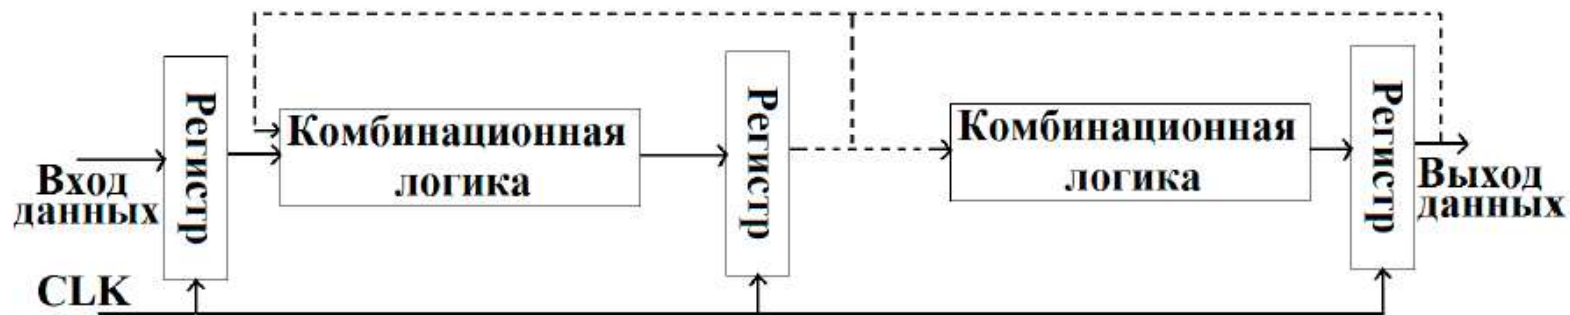 Регистр
Комбинационная
логика
Регистр
Комбинационная
логика
Регистр
Вход
данных
Выход
данных
CLK